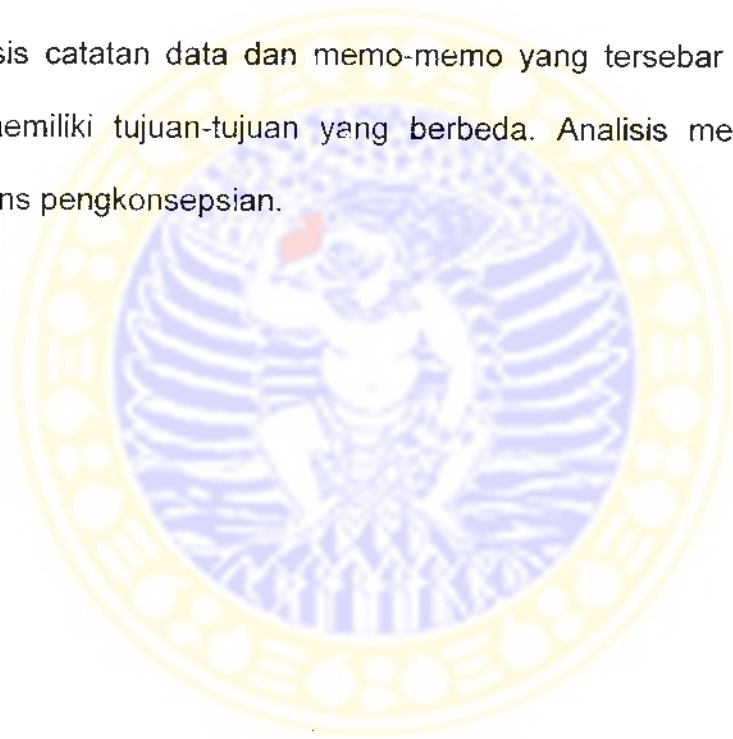 sis catatan data dan memo-memo yang tersebar
memiliki tujuan-tujuan yang berbeda. Analisis me
ns pengkonsepsian.